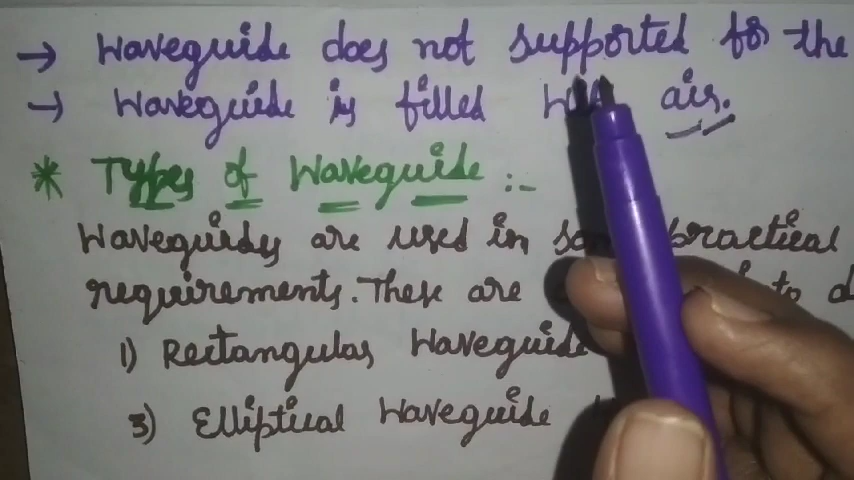 → Waveguide does not supported for the
→ Waveguide is filled air.
* Types of Waveguide :-
Waveguides are used in practical
requirements. These are to
1) Rectangular Waveguide
3) Elliptical Waveguide